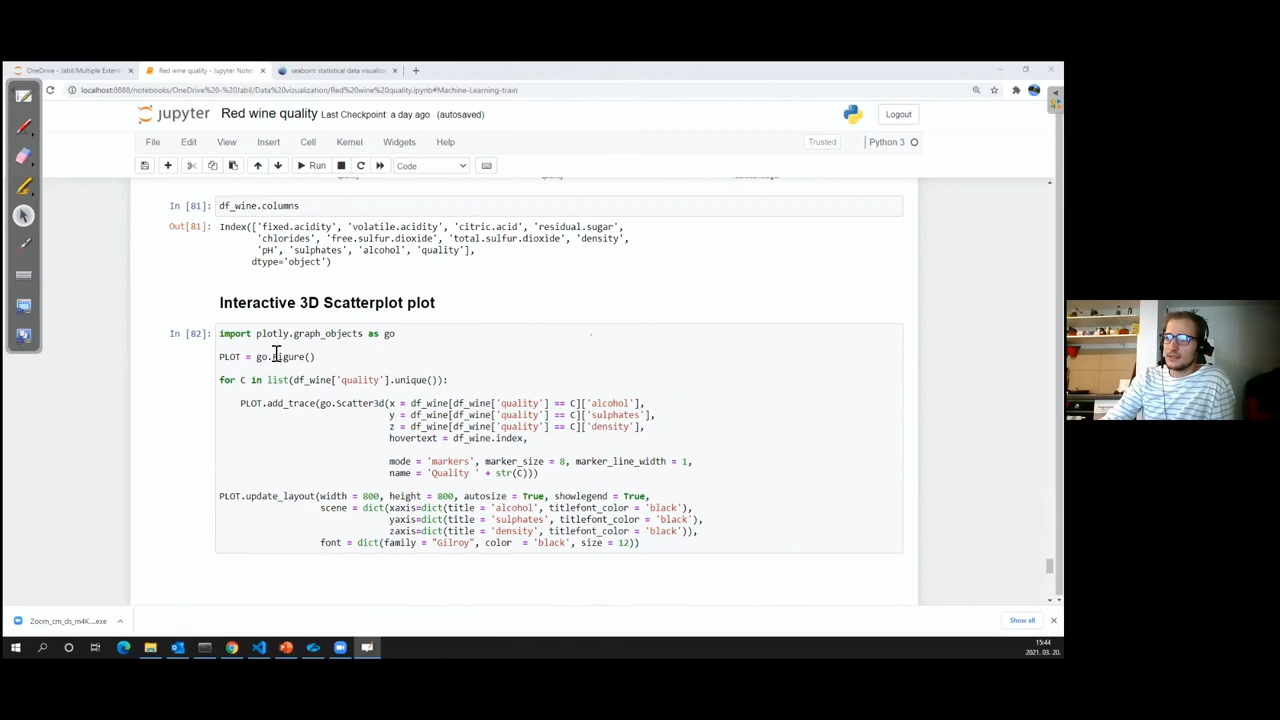 OneDrive - Jabil/Multiple Extern
Red wine quality - Jupyter Note
seaborn: statistical data visualiza
localhost:8888/notebooks/OneDrive%20-%20Jabil/Data%20vizualization/Red%20wine%20quality.ipynb#Machine-Learning-train
jupyter Red wine quality Last Checkpoint: a day ago (autosaved)
Logout
File Edit View Insert Cell Kernel Widgets Help
Trusted
Python 3
Run
Code
In [81]: df_wine.columns
Out[81]: Index(['fixed.acidity', 'volatile.acidity', 'citric.acid', 'residual.sugar',
'chlorides', 'free.sulfur.dioxide', 'total.sulfur.dioxide', 'density',
'pH', 'sulphates', 'alcohol', 'quality'],
dtype='object')
Interactive 3D Scatterplot plot
In [82]: import plotly.graph_objects as go
PLOT = go.Figure()
for C in list(df_wine['quality'].unique()):
PLOT.add_trace(go.Scatter3d(x = df_wine[df_wine['quality'] == C]['alcohol'],
y = df_wine[df_wine['quality'] == C]['sulphates'],
z = df_wine[df_wine['quality'] == C]['density'],
hovertext = df_wine.index,
mode = 'markers', marker_size = 8, marker_line_width = 1,
name = 'Quality ' + str(C)))
PLOT.update_layout(width = 800, height = 800, autosize = True, showlegend = True,
scene = dict(xaxis=dict(title = 'alcohol', titlefont_color = 'black'),
yaxis=dict(title = 'sulphates', titlefont_color = 'black'),
zaxis=dict(title = 'density', titlefont_color = 'black')),
font = dict(family = "Gilroy", color  = 'black', size = 12))
Zoom_cm_ds_m4K....exe
Show all
15:44
2021. 03. 20.